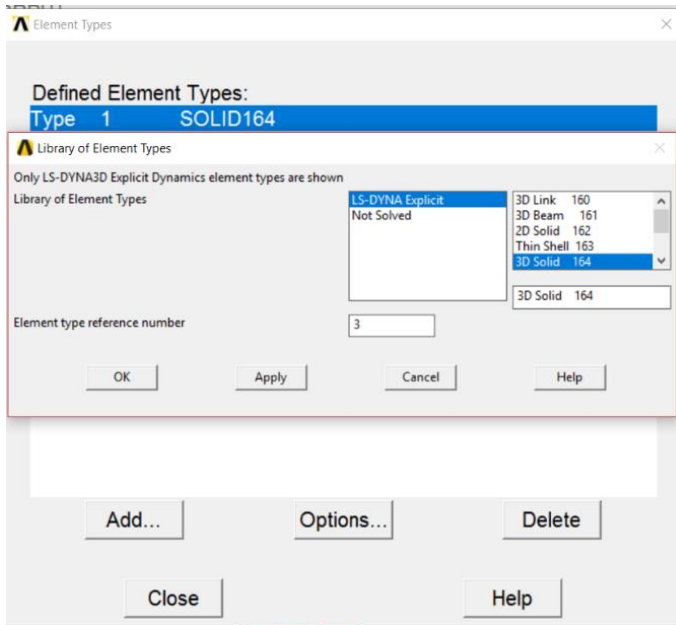 Element Types
Defined Element Types:
Type 1 SOLID164
Library of Element Types
Only LS-DYNA3D Explicit Dynamics element types are shown
Library of Element Types
LS-DYNA Explicit
Not Solved
3D Link 160
3D Beam 161
2D Solid 162
Thin Shell 163
3D Solid 164
3D Solid 164
Element type reference number
3
OK Apply Cancel Help
Add... Options... Delete
Close Help